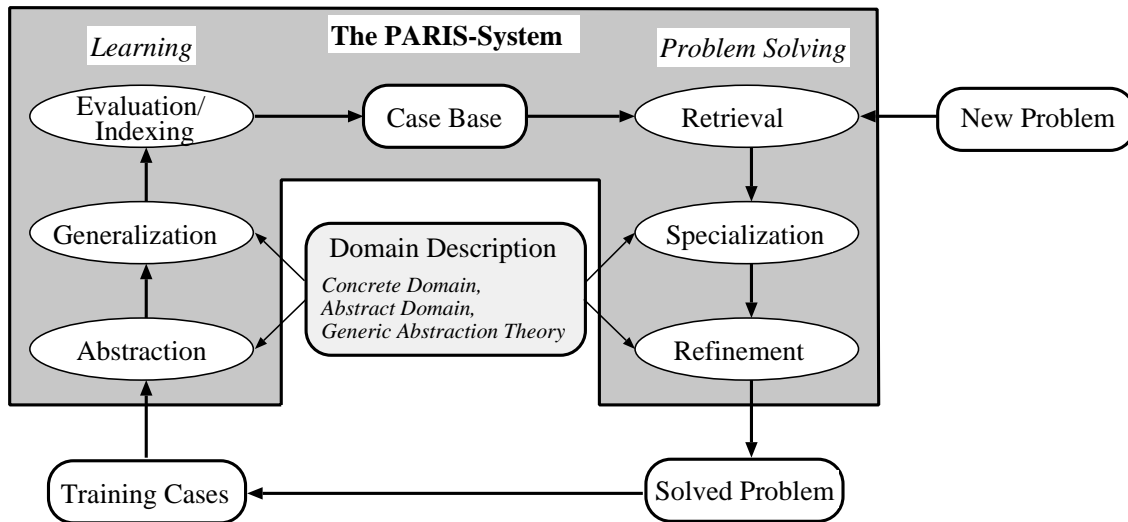 The PARIS-System
Learning
Problem Solving
Evaluation/
Indexing
Case Base
Retrieval
New Problem
Generalization
Domain Description
Concrete Domain,
Abstract Domain,
Generic Abstraction Theory
Specialization
Abstraction
Refinement
Training Cases
Solved Problem